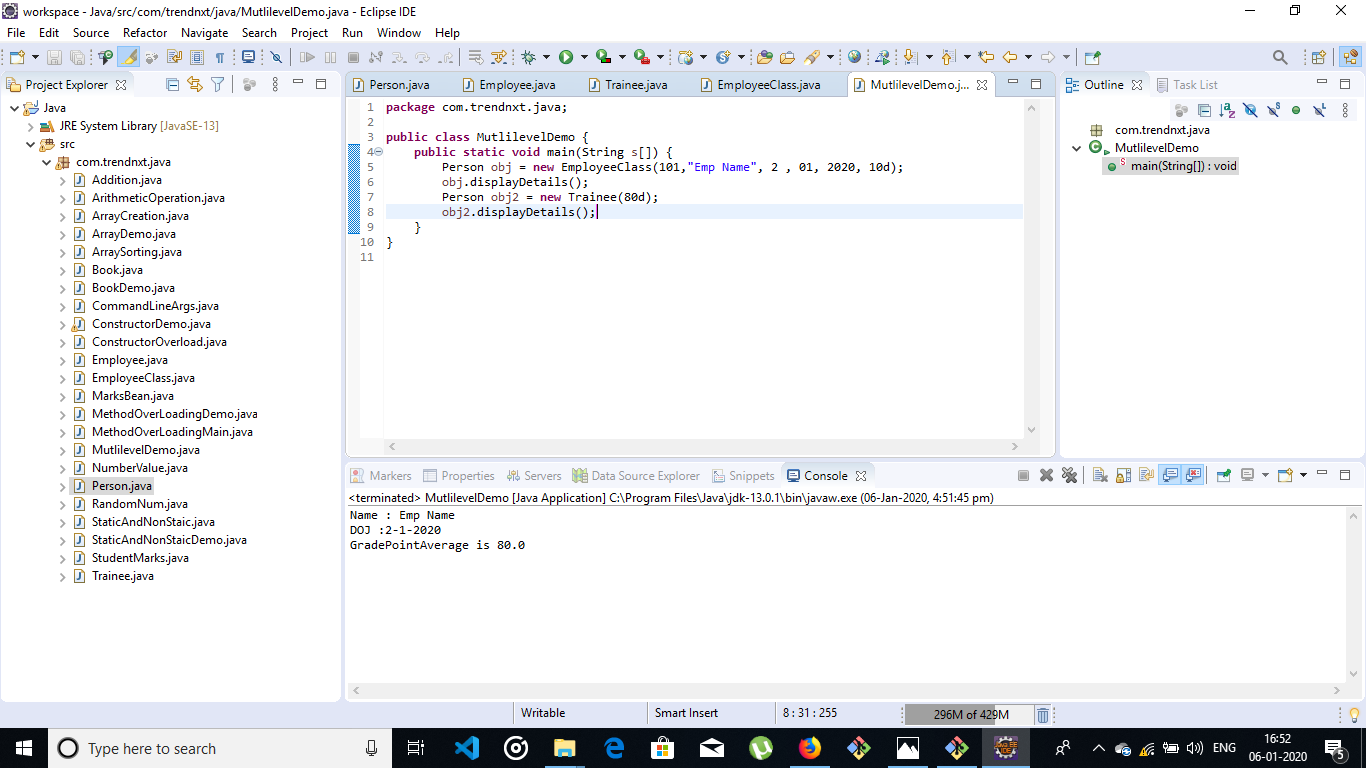 workspace - Java/src/com/trendnxt/java/MutlilevelDemo.java - Eclipse IDE
File Edit Source Refactor Navigate Search Project Run Window Help
Project Explorer
Java
JRE System Library [JavaSE-13]
src
com.trendnxt.java
Addition.java
ArithmeticOperation.java
ArrayCreation.java
ArrayDemo.java
ArraySorting.java
Book.java
BookDemo.java
CommandLineArgs.java
ConstructorDemo.java
ConstructorOverload.java
Employee.java
EmployeeClass.java
MarksBean.java
MethodOverLoadingDemo.java
MethodOverLoadingMain.java
MutlilevelDemo.java
NumberValue.java
Person.java
RandomNum.java
StaticAndNonStaic.java
StaticAndNonStaicDemo.java
StudentMarks.java
Trainee.java
Person.java Employee.java Trainee.java EmployeeClass.java MutlilevelDemo.j...
1 package com.trendnxt.java;
2
3 public class MutlilevelDemo {
4 public static void main(String s[]) {
5 Person obj = new EmployeeClass(101,"Emp Name", 2 , 01, 2020, 10d);
6 obj.displayDetails();
7 Person obj2 = new Trainee(80d);
8 obj2.displayDetails();
9 }
10 }
11
Outline Task List
com.trendnxt.java
MutlilevelDemo
main(String[]) : void
Markers Properties Servers Data Source Explorer Snippets Console
<terminated> MutlilevelDemo [Java Application] C:\Program Files\Java\jdk-13.0.1\bin\javaw.exe (06-Jan-2020, 4:51:45 pm)
Name : Emp Name
DOJ :2-1-2020
GradePointAverage is 80.0
Writable Smart Insert 8 : 31 : 255 296M of 429M
Type here to search
ENG
16:52
06-01-2020
5